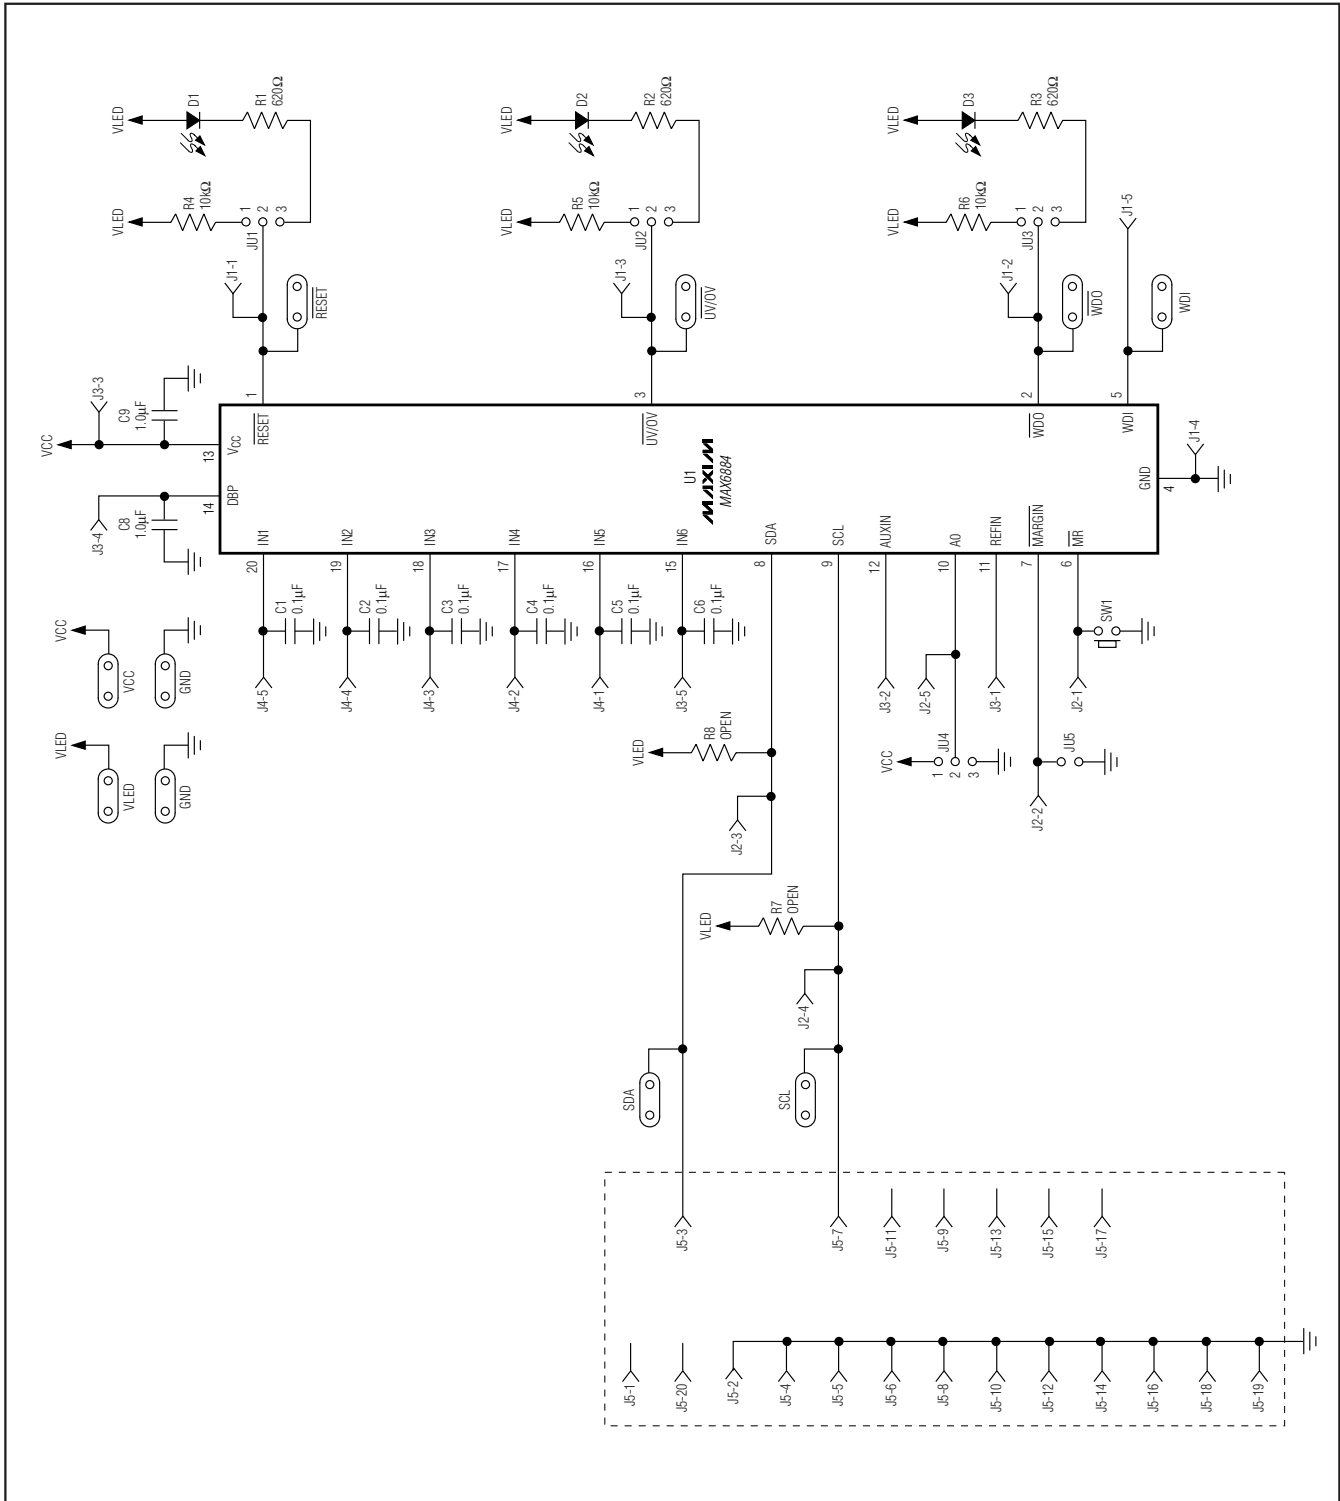 VLED
D1
R1
620Ω
VLED
R4
10kΩ
1
2
3
JU1
J1-1
RESET
VLED
D2
R2
620Ω
VLED
R5
10kΩ
1
2
3
JU2
J1-3
UV/OV
VLED
D3
R3
620Ω
VLED
R6
10kΩ
1
2
3
JU3
J1-2
WDO
J1-5
WDI
VCC
J3-3
C9
1.0µF
13
VCC
J3-4
C8
1.0µF
14
DBP
1
RESET
3
UV/OV
2
WDO
5
WDI
U1
MAXIM
MAX6884
GND
4
J1-4
IN1
IN2
IN3
IN4
IN5
IN6
SDA
SCL
AUXIN
A0
REFIN
MARGIN
MR
20
19
18
17
16
15
8
9
12
10
11
7
6
C1
0.1µF
C2
0.1µF
C3
0.1µF
C4
0.1µF
C5
0.1µF
C6
0.1µF
SW1
J4-5
J4-4
J4-3
J4-2
J4-1
J3-5
J3-2
J2-5
J3-1
J2-1
VCC
VCC
GND
VLED
VLED
GND
VLED
R8
OPEN
J2-3
VCC
1
2
3
JU4
JU5
J2-2
VLED
R7
OPEN
J2-4
SDA
SCL
J5-3
J5-7
J5-11
J5-9
J5-13
J5-15
J5-17
J5-1
J5-20
J5-2
J5-4
J5-5
J5-6
J5-8
J5-10
J5-12
J5-14
J5-16
J5-18
J5-19